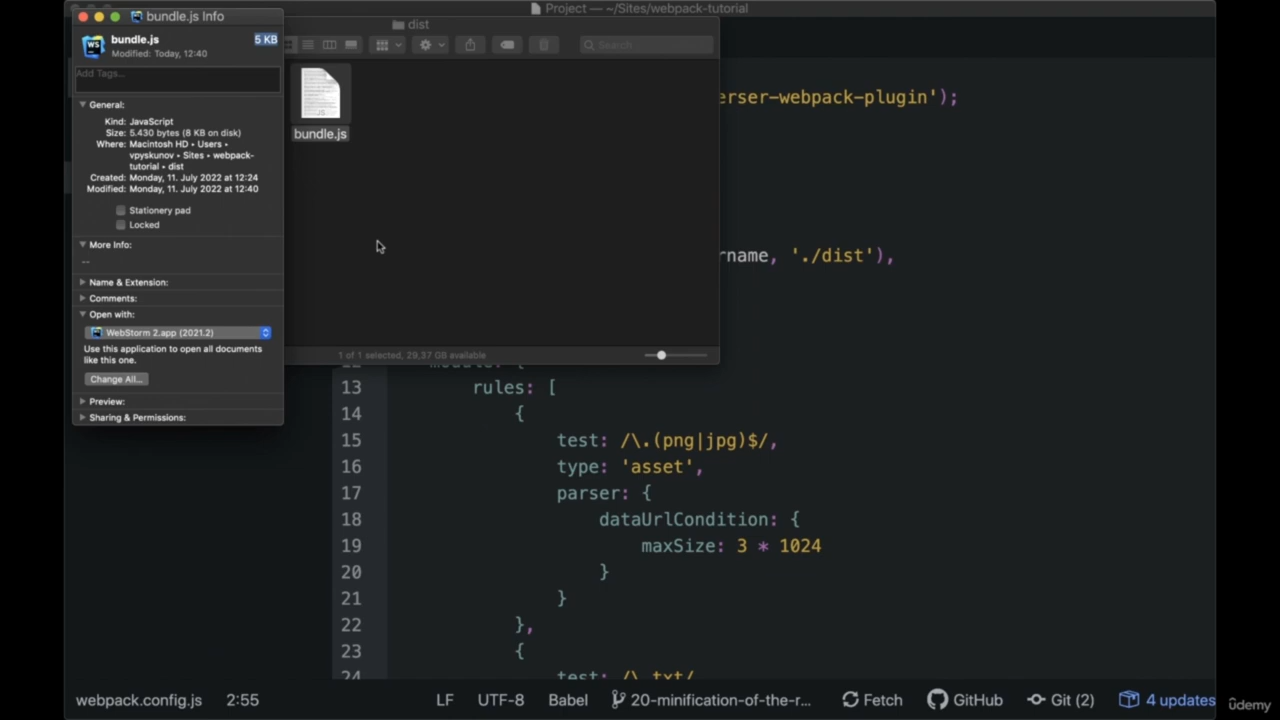 Project — ~/Sites/webpack-tutorial
bundle.js Info
WS
bundle.js
5 KB
Modified: Today, 12:40
Add Tags...
General:
Kind: JavaScript
Size: 5.430 bytes (8 KB on disk)
Where: Macintosh HD • Users •
vpyskunov • Sites • webpack-
tutorial • dist
Created: Monday, 11. July 2022 at 12:24
Modified: Monday, 11. July 2022 at 12:40
Stationery pad
Locked
More Info:
--
Name & Extension:
Comments:
Open with:
WebStorm 2.app (2021.2)
Use this application to open all documents
like this one.
Change All...
Preview:
Sharing & Permissions:
dist
Search
bundle.js
1 of 1 selected, 29,37 GB available
erser-webpack-plugin');
rname, './dist'),
13 rules: [
14 {
15 test: /\.(png|jpg)$/,
16 type: 'asset',
17 parser: {
18 dataUrlCondition: {
19 maxSize: 3 * 1024
20 }
21 }
22 },
23 {
24 test: /\.txt/
webpack.config.js 2:55
LF UTF-8 Babel 20-minification-of-the-r... Fetch GitHub Git (2) 4 updates
ûdemy